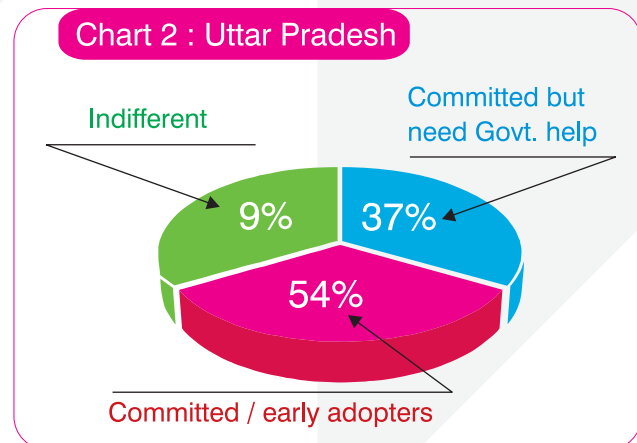 Chart 2 : Uttar Pradesh
Indifferent
Committed but
need Govt. help
9%
37%
54%
Committed / early adopters